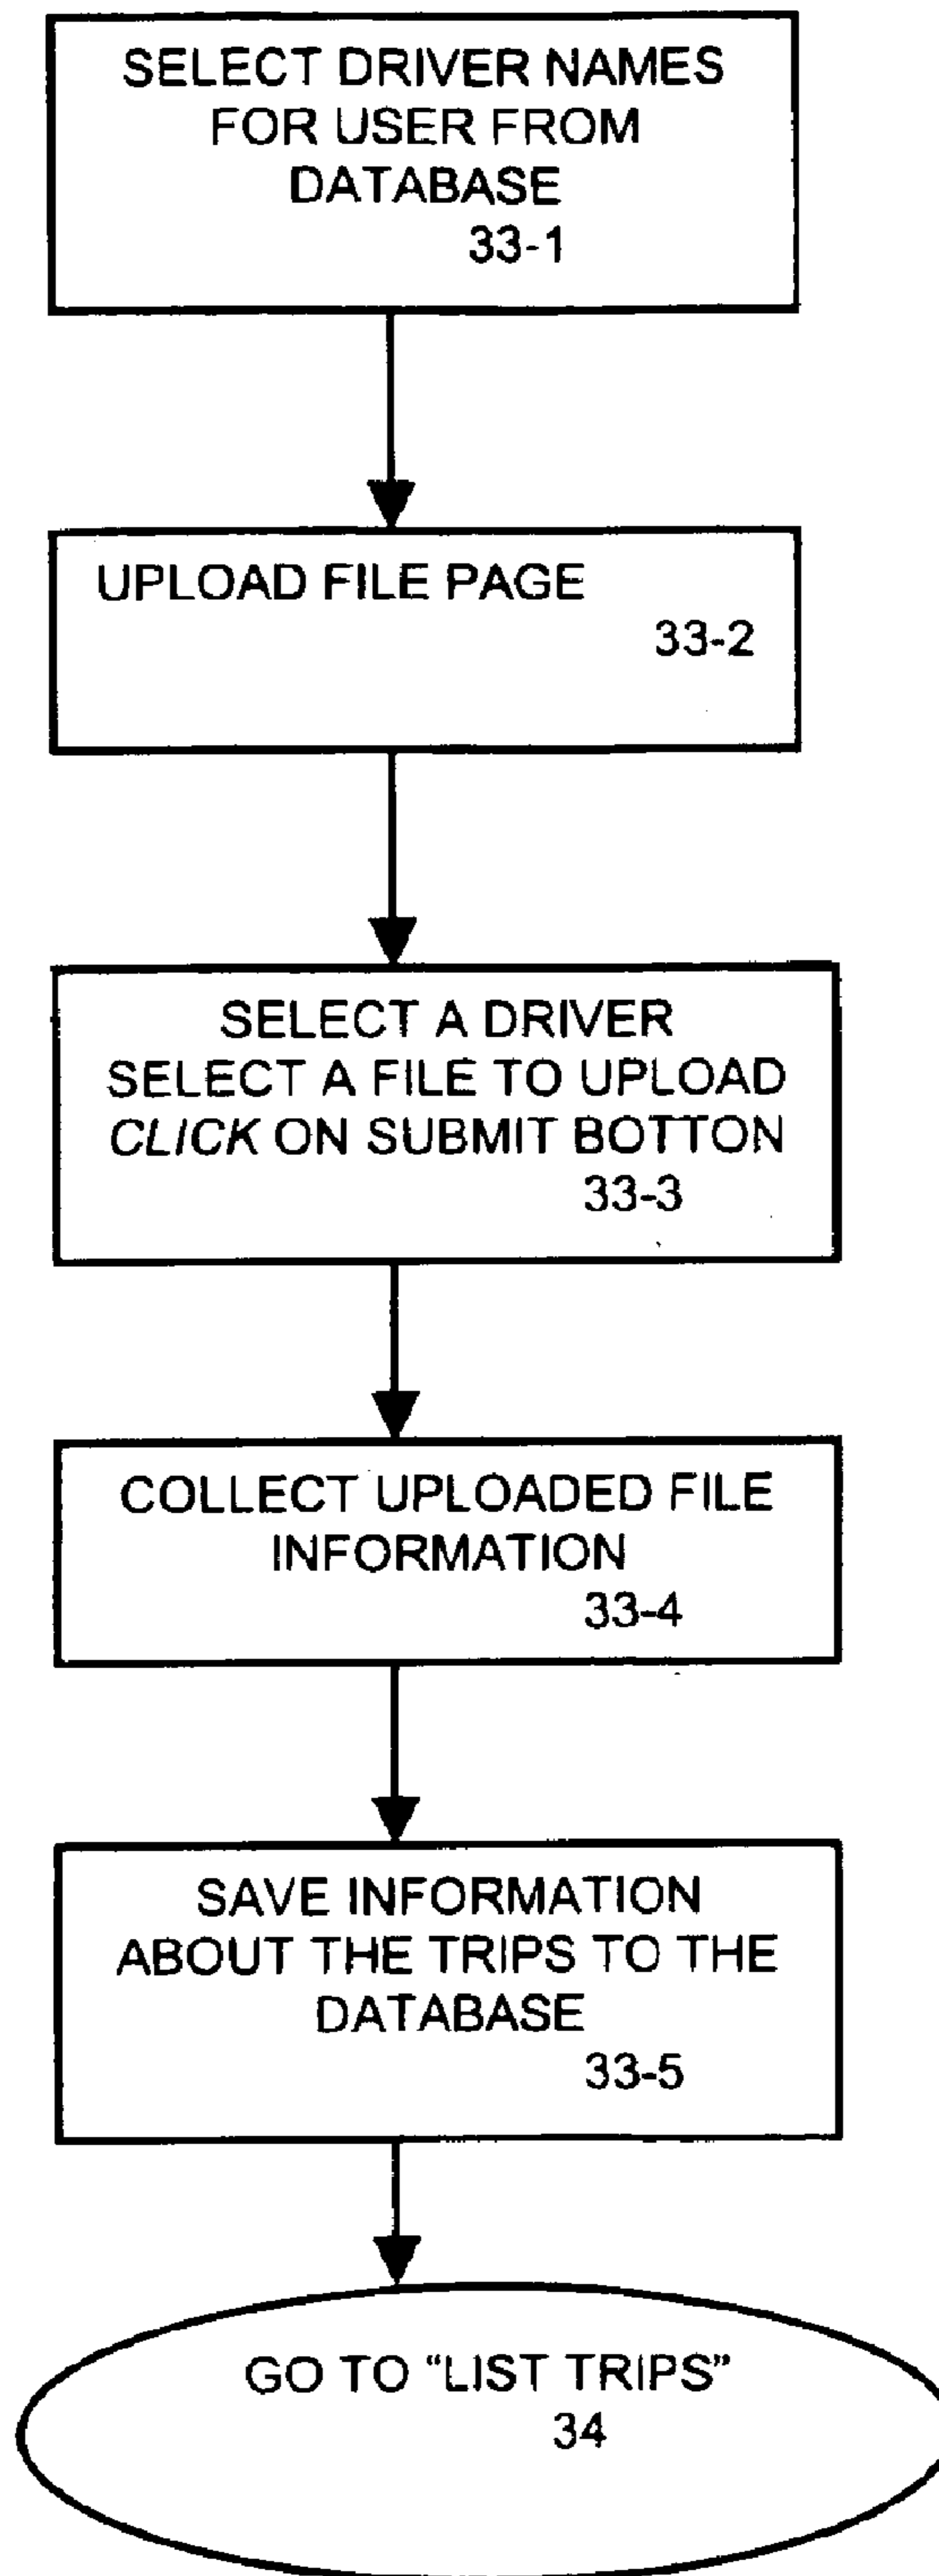 SELECT DRIVER NAMES
FOR USER FROM
DATABASE
33-1
UPLOAD FILE PAGE
33-2
SELECT A DRIVER
SELECT A FILE TO UPLOAD
CLICK ON SUBMIT BOTTON
33-3
COLLECT UPLOADED FILE
INFORMATION
33-4
SAVE INFORMATION
ABOUT THE TRIPS TO THE
DATABASE
33-5
GO TO “LIST TRIPS”
34